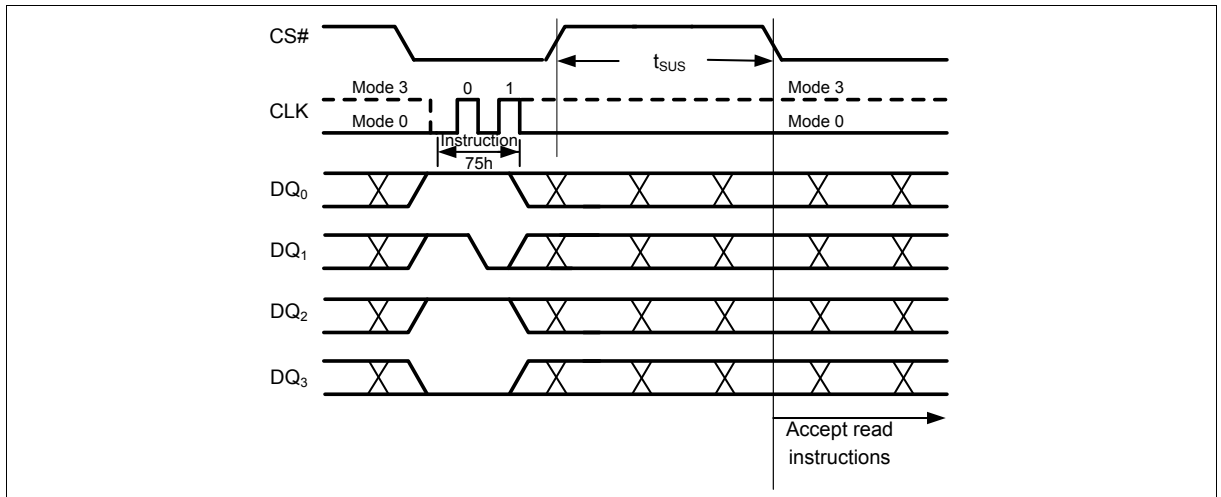 CS#
t_SUS
Mode 3 0 1 Mode 3
CLK
Mode 0 Mode 0
Instruction
75h
DQ₀
DQ₁
DQ₂
DQ₃
Accept read
instructions